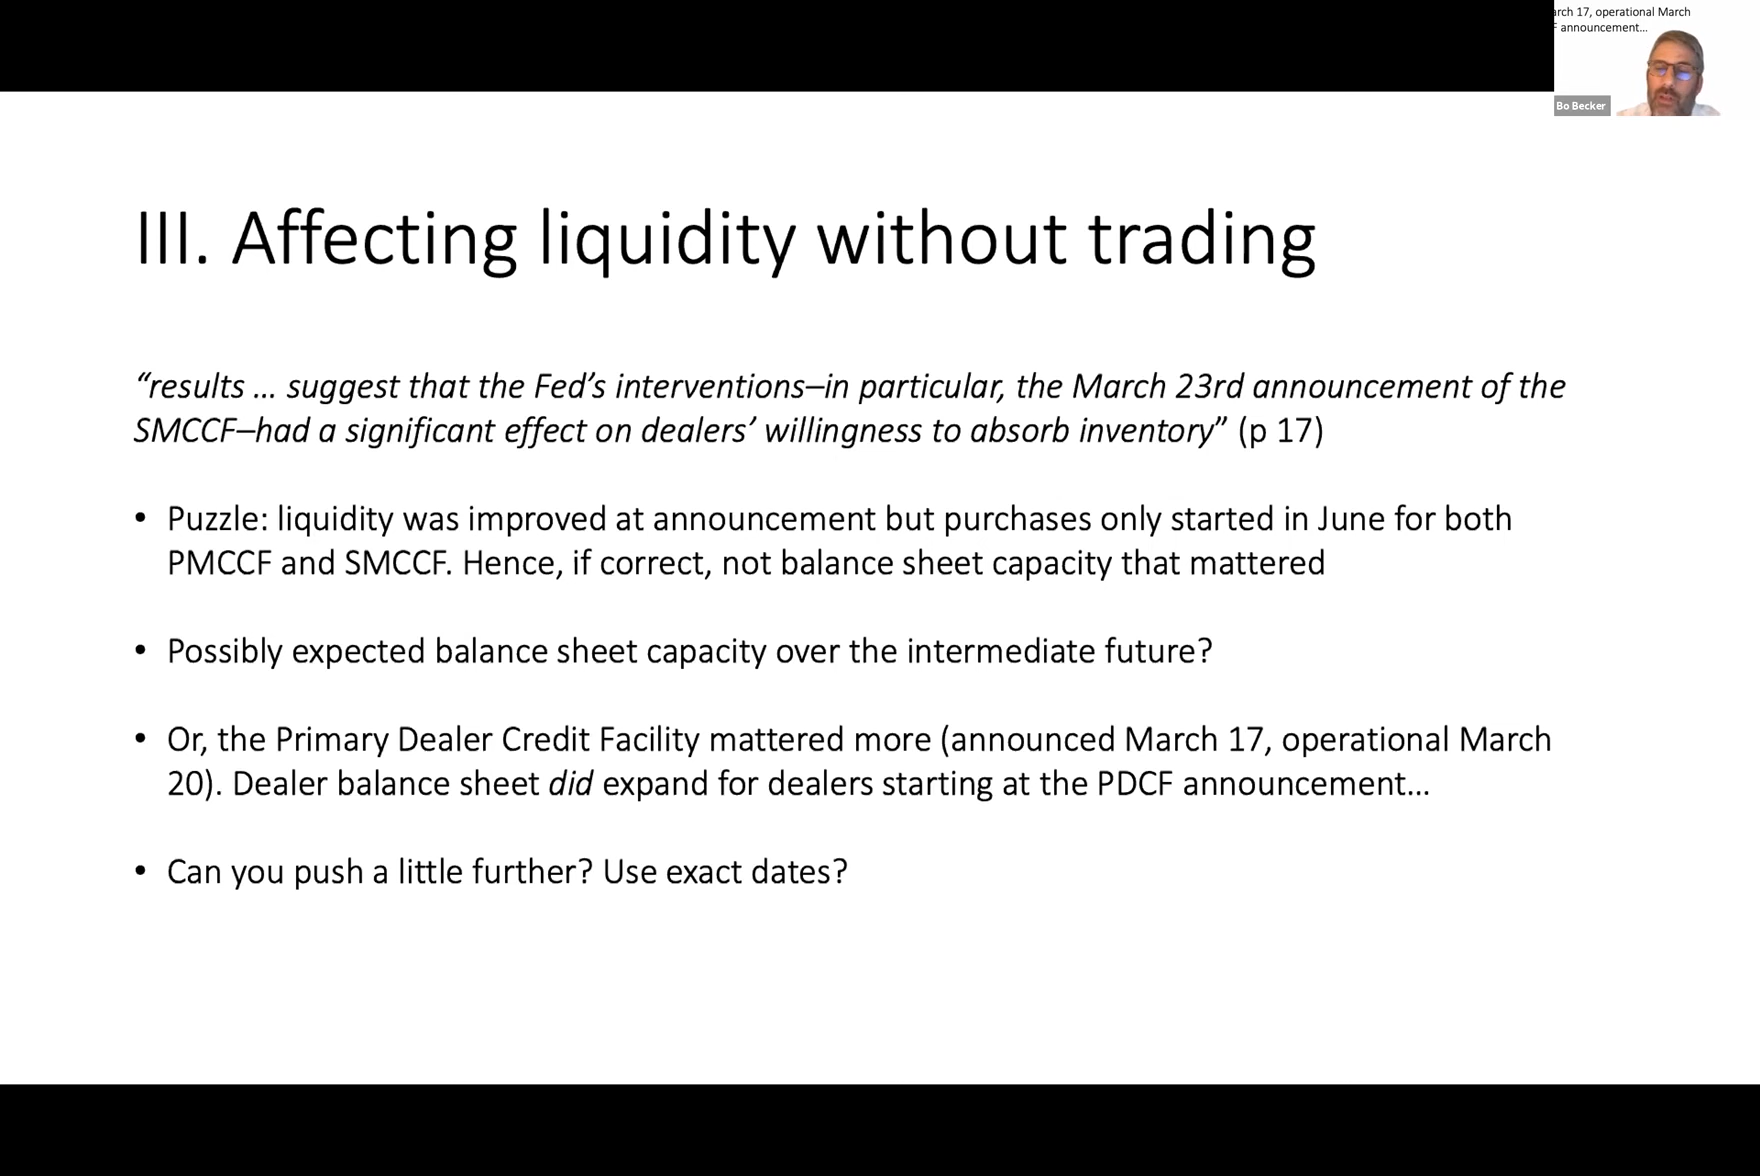 arch 17, operational March
F announcement...
Bo Becker
III. Affecting liquidity without trading
“results ... suggest that the Fed’s interventions–in particular, the March 23rd announcement of the
SMCCF–had a significant effect on dealers’ willingness to absorb inventory” (p 17)
• Puzzle: liquidity was improved at announcement but purchases only started in June for both
PMCCF and SMCCF. Hence, if correct, not balance sheet capacity that mattered
• Possibly expected balance sheet capacity over the intermediate future?
• Or, the Primary Dealer Credit Facility mattered more (announced March 17, operational March
20). Dealer balance sheet did expand for dealers starting at the PDCF announcement...
• Can you push a little further? Use exact dates?